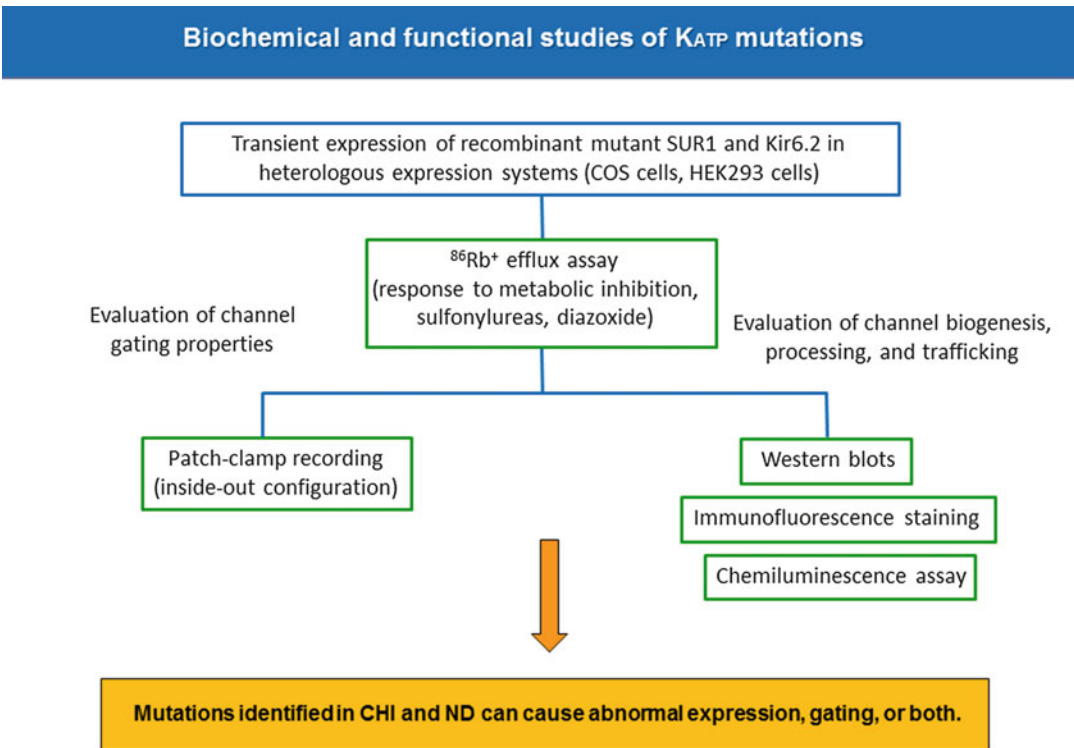 Biochemical and functional studies of KATP mutations
Transient expression of recombinant mutant SUR1 and Kir6.2 in
heterologous expression systems (COS cells, HEK293 cells)
⁸⁶Rb⁺ efflux assay
(response to metabolic inhibition,
sulfonylureas, diazoxide)
Evaluation of channel
gating properties
Evaluation of channel biogenesis,
processing, and trafficking
Patch-clamp recording
(inside-out configuration)
Western blots
Immunofluorescence staining
Chemiluminescence assay
Mutations identified in CHI and ND can cause abnormal expression, gating, or both.